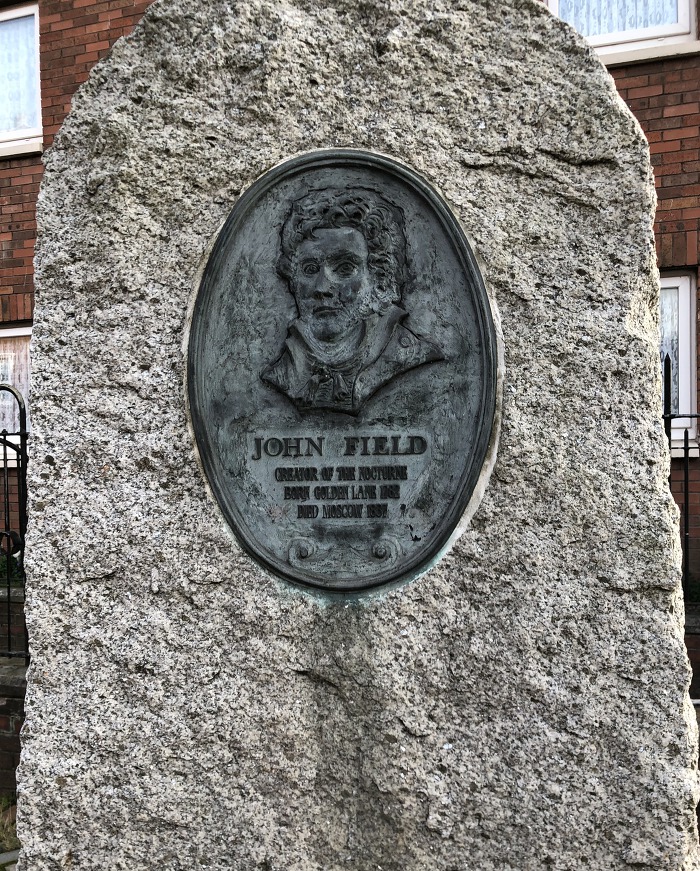 JOHN FIELD
CREATOR OF THE NOCTURNE
BORN GOLDEN LANE 1782
DIED MOSCOW 1837